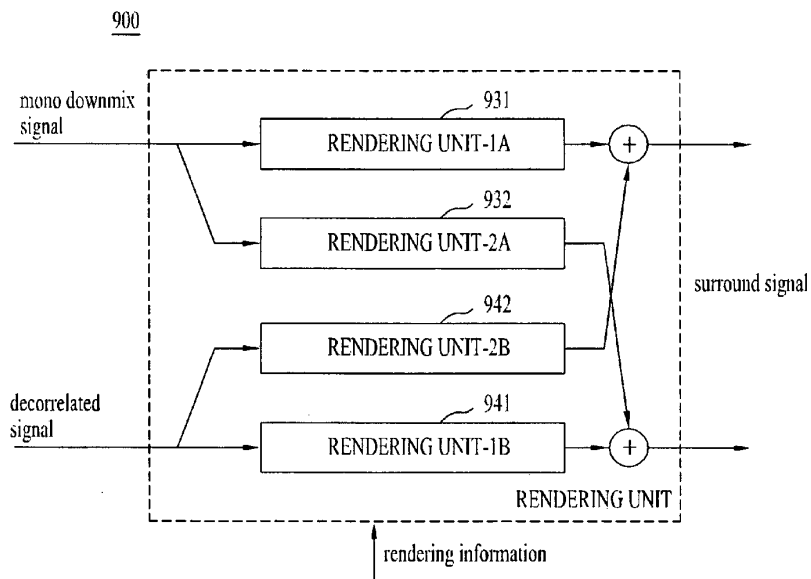 900
mono downmix
signal
931
RENDERING UNIT-1A
+
932
RENDERING UNIT-2A
surround signal
942
RENDERING UNIT-2B
decorrelated
signal
941
RENDERING UNIT-1B
+
RENDERING UNIT
rendering information